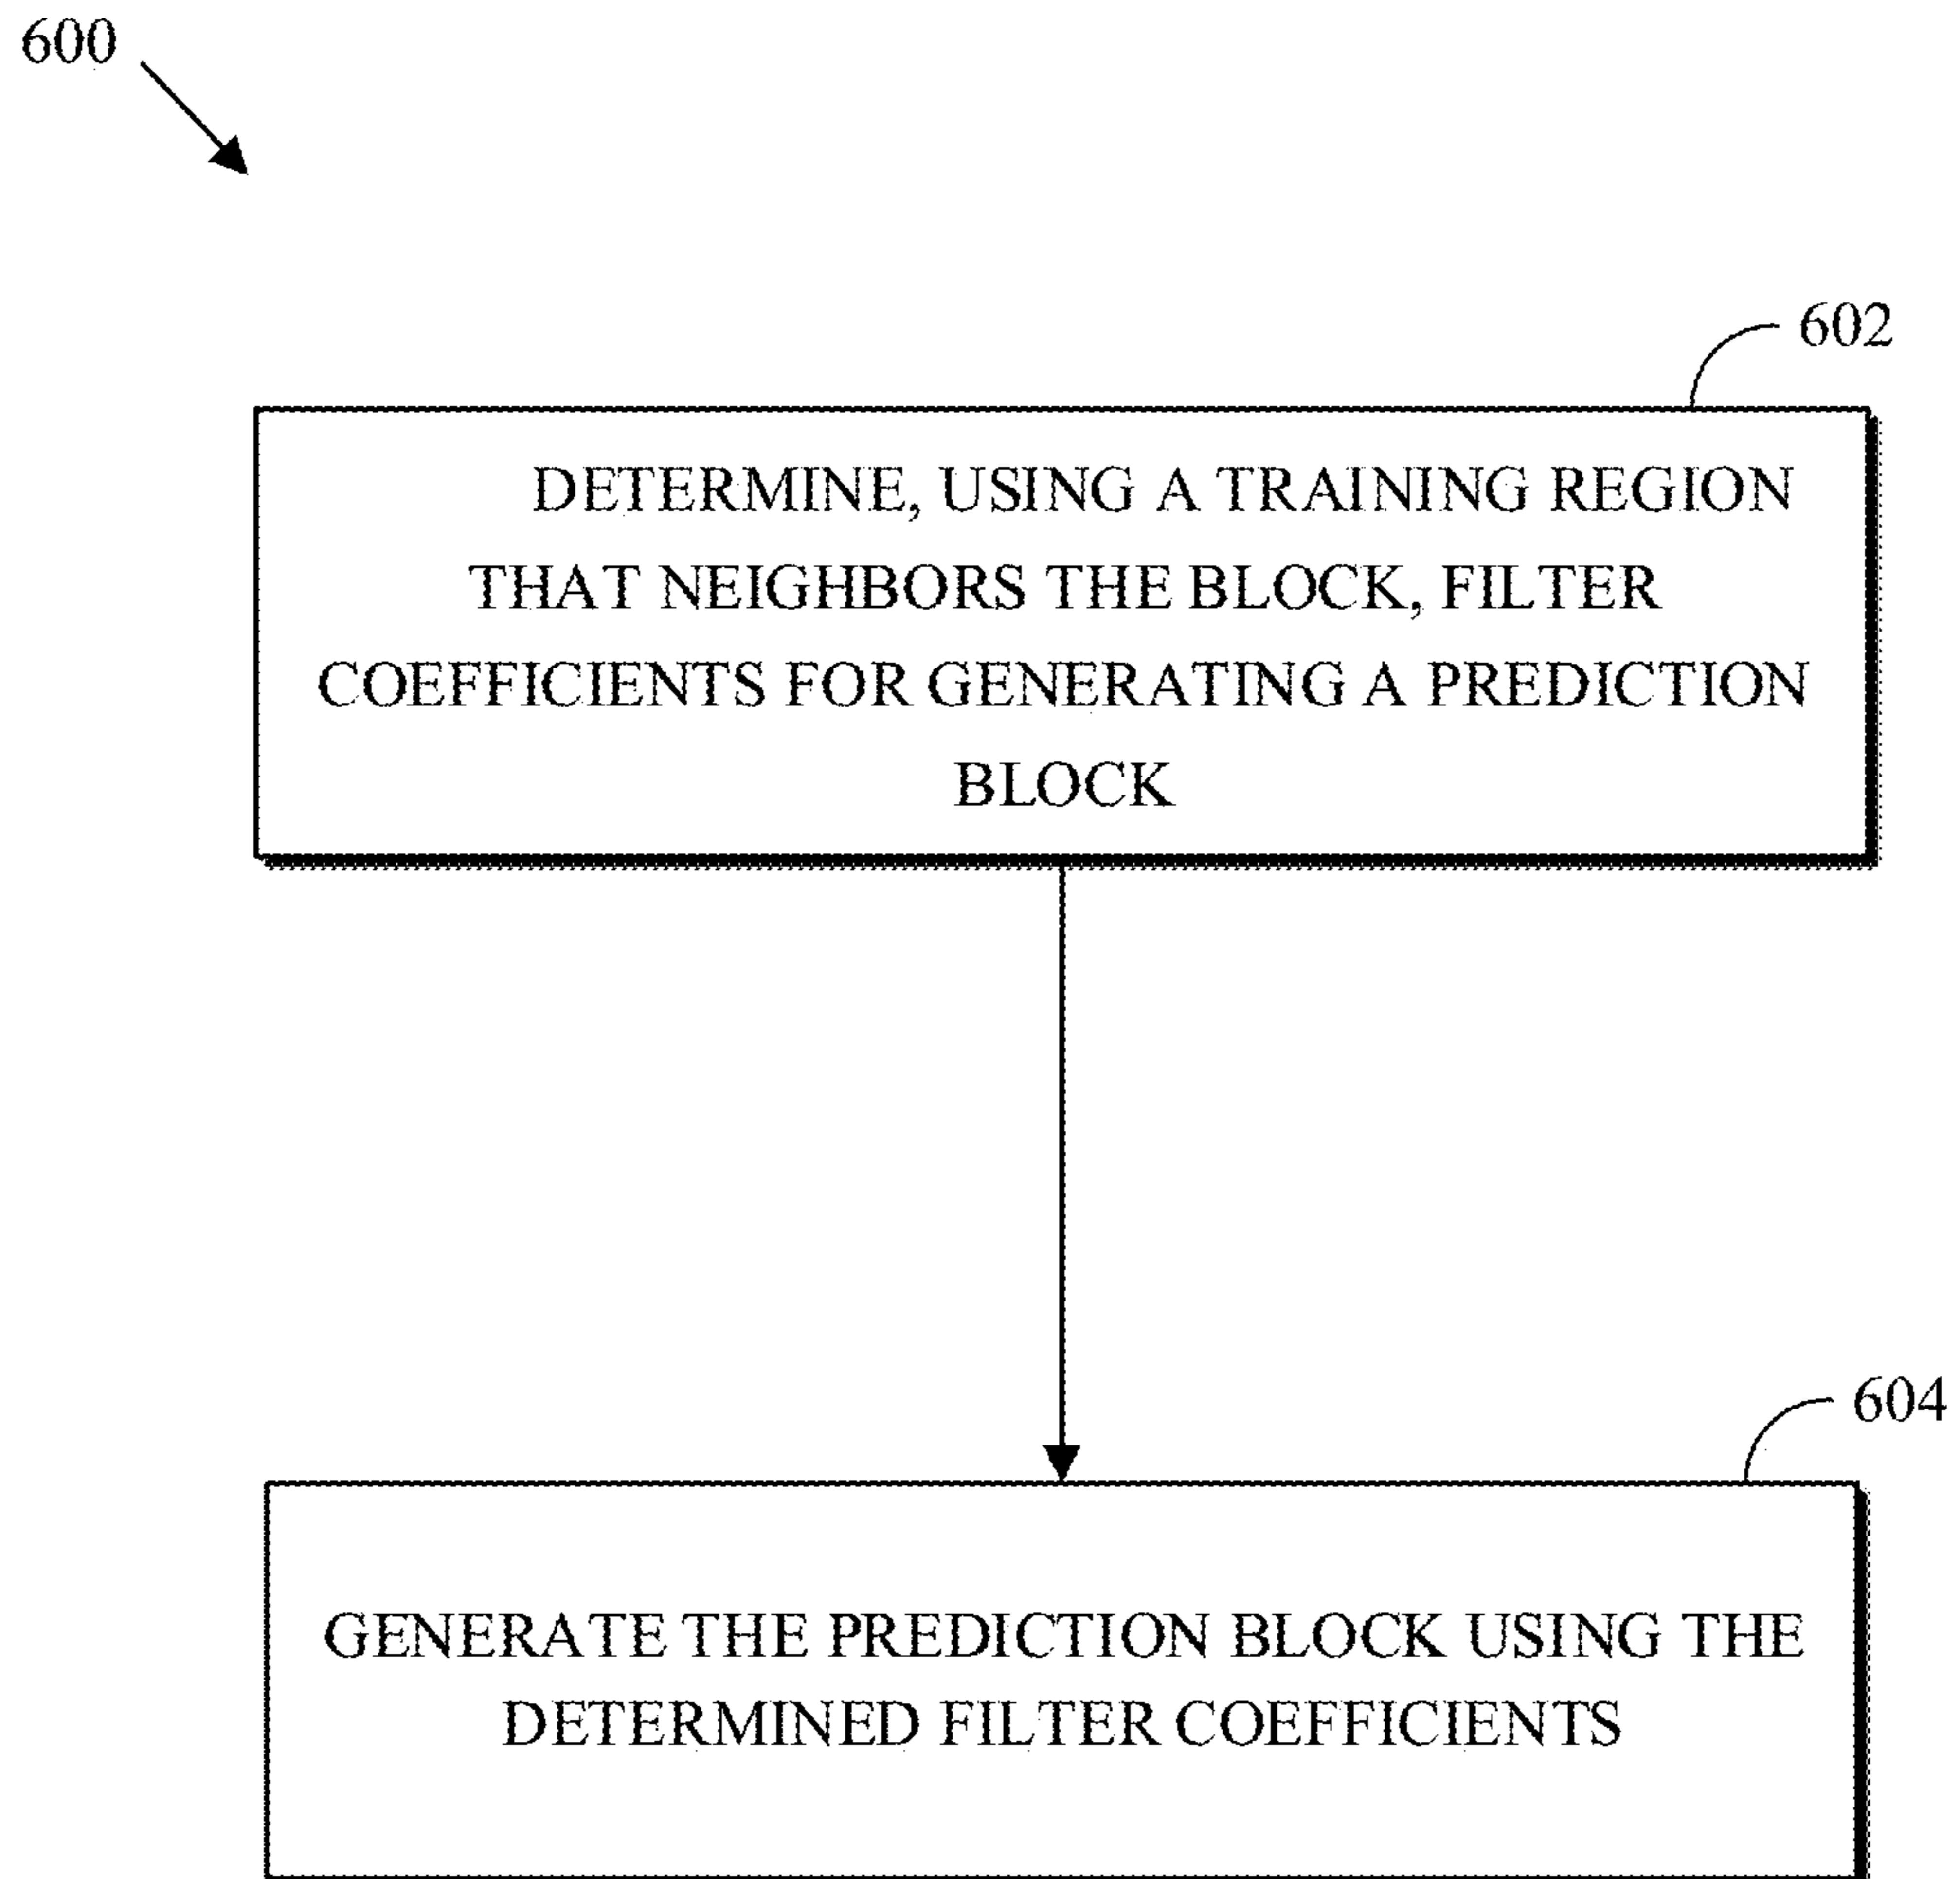 600
602
DETERMINE, USING A TRAINING REGION
THAT NEIGHBORS THE BLOCK, FILTER
COEFFICIENTS FOR GENERATING A PREDICTION
BLOCK
604
GENERATE THE PREDICTION BLOCK USING THE
DETERMINED FILTER COEFFICIENTS